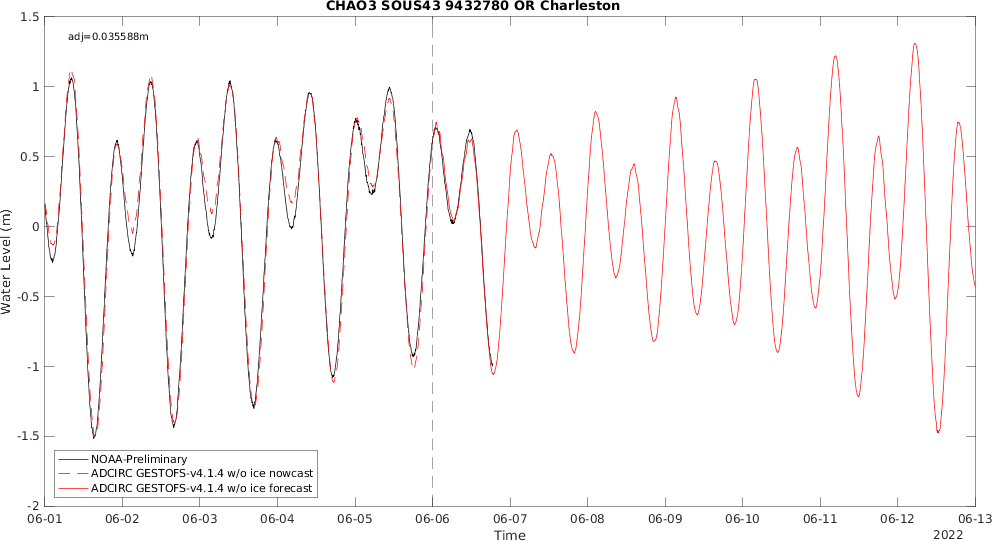 CHAO3 SOUS43 9432780 OR Charleston
adj=0.035588m
1.5
1
0.5
0
-0.5
-1
-1.5
-2
Water Level (m)
NOAA-Preliminary
ADCIRC GESTOFS-v4.1.4 w/o ice nowcast
ADCIRC GESTOFS-v4.1.4 w/o ice forecast
06-01 06-02 06-03 06-04 06-05 06-06 06-07 06-08 06-09 06-10 06-11 06-12 06-13
Time
2022